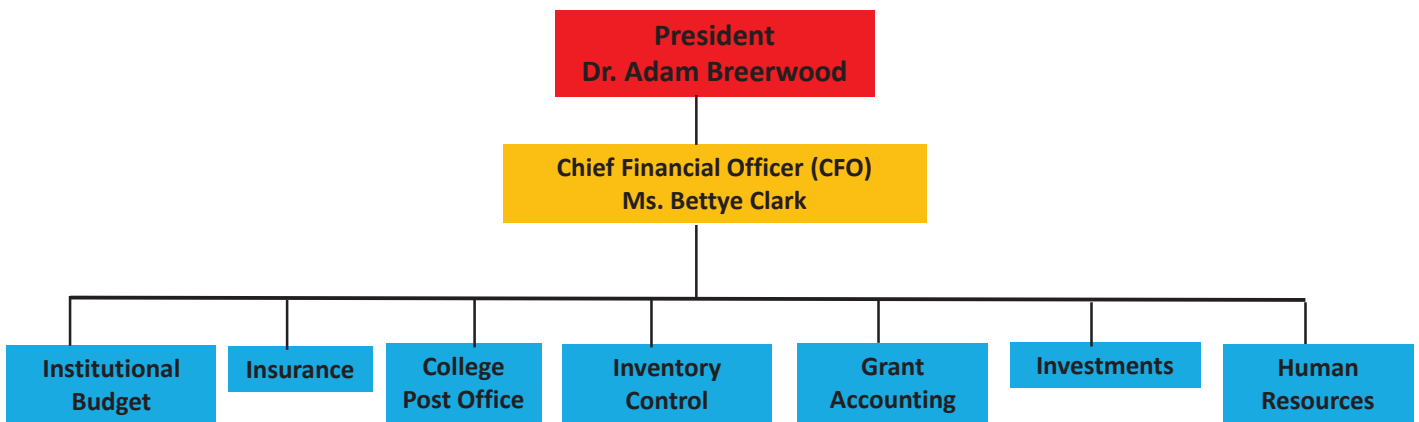 President
Dr. Adam Breerwood
Chief Financial Officer (CFO)
Ms. Bettye Clark
Institutional
Budget
Insurance
College
Post Office
Inventory
Control
Grant
Accounting
Investments
Human
Resources